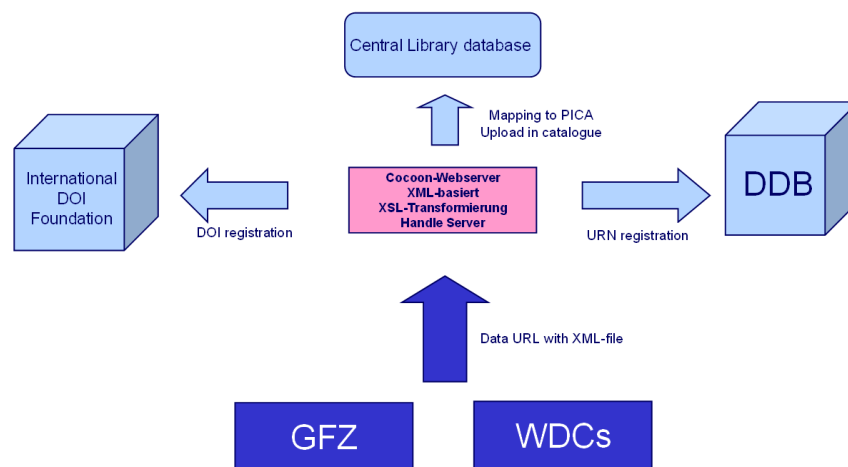 Central Library database
Mapping to PICA
Upload in catalogue
International
DOI
Foundation
DOI registration
Cocoon-Webserver
XML-basiert
XSL-Transformierung
Handle Server
URN registration
DDB
Data URL with XML-file
GFZ
WDCs